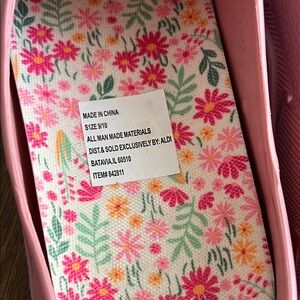 MADE IN CHINA
SIZE 9/10
ALL MAN MADE MATERIALS
DIST.& SOLD EXCLUSIVELY BY: ALDI
BATAVIA,IL 60510
ITEM# 842811